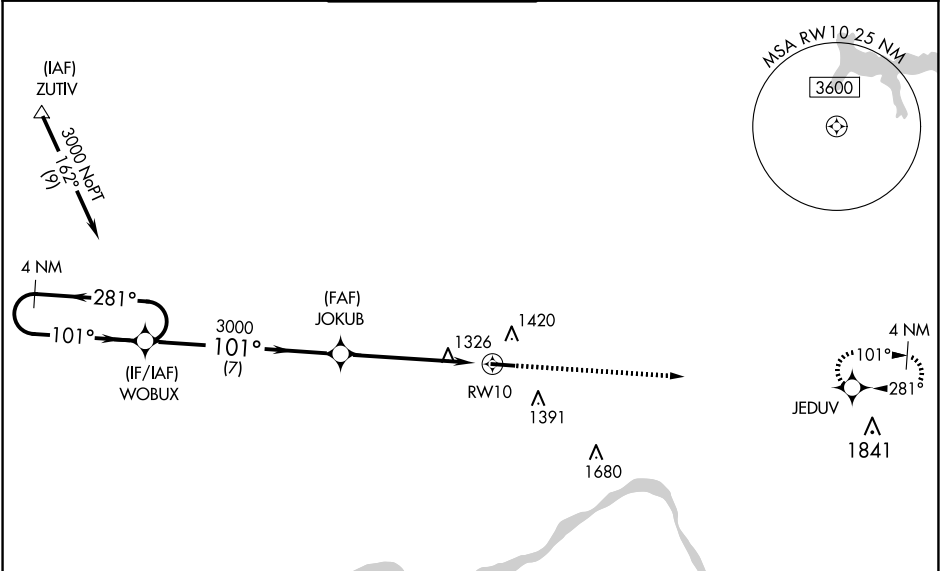 MSA RW10 25 NM
3600
(IAF)
ZUTIV
3000 NoPT
162°
(9)
4 NM
281°
101°
(IF/IAF)
WOBUX
3000
101°
(7)
(FAF)
JOKUB
1326
1420
RW10
1391
1680
4 NM
101°
281°
JEDUV
1841